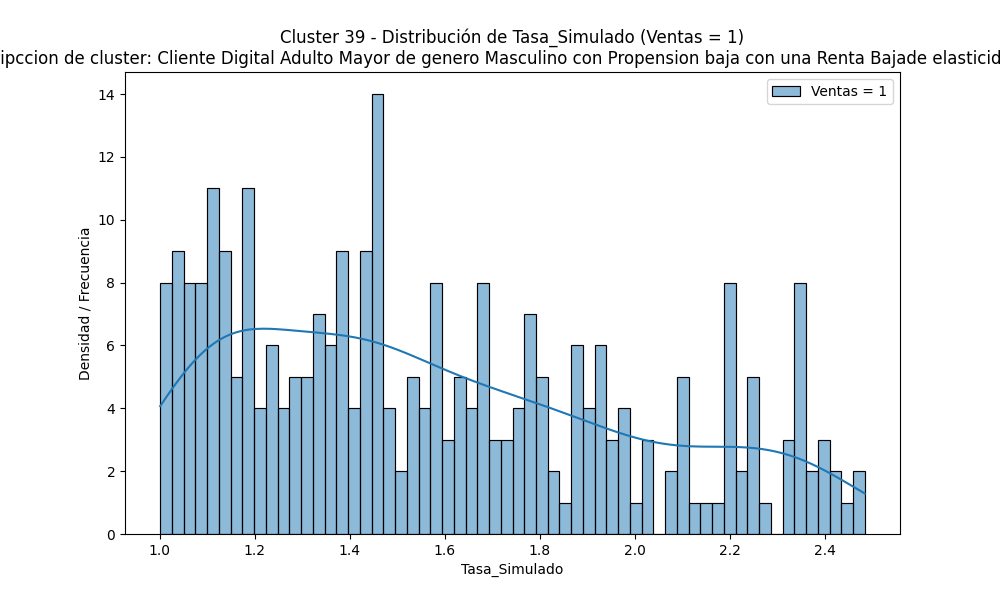 Cluster 39 - Distribución de Tasa_Simulado (Ventas = 1)
ipccion de cluster: Cliente Digital Adulto Mayor de genero Masculino con Propension baja con una Renta Bajade elasticid
Ventas = 1
Densidad / Frecuencia
14
12
10
8
6
4
2
0
1.0 1.2 1.4 1.6 1.8 2.0 2.2 2.4
Tasa_Simulado